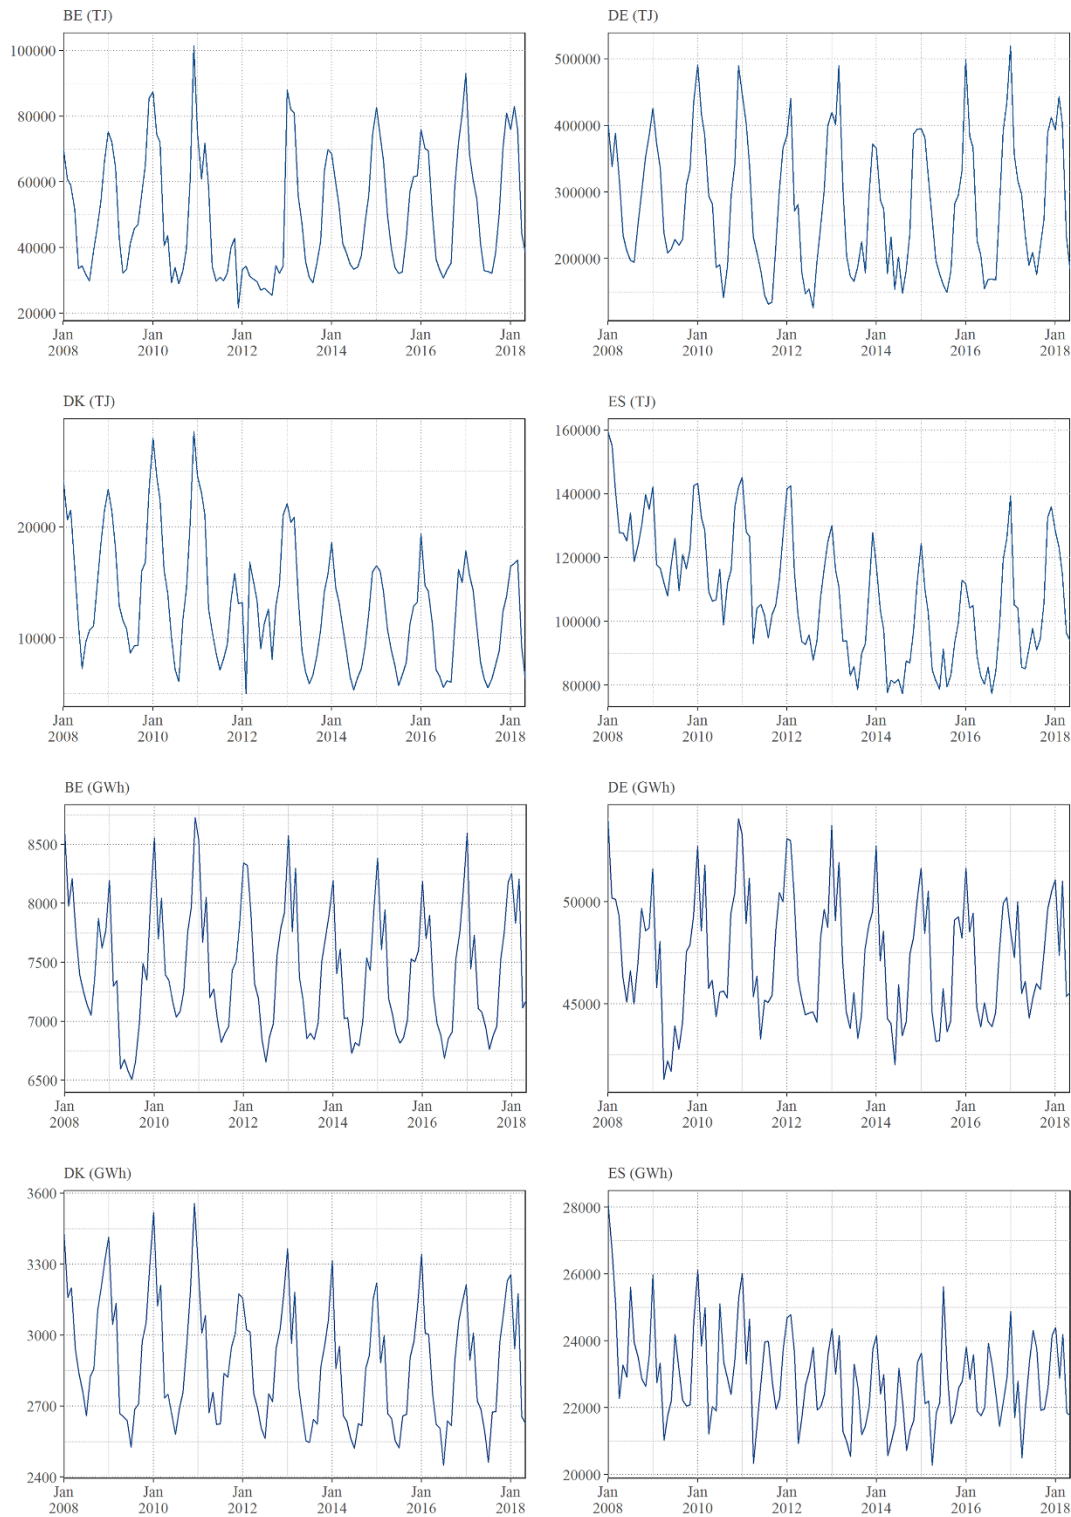 BE (TJ)
100000
80000
60000
40000
20000
Jan Jan Jan Jan Jan Jan
2008 2010 2012 2014 2016 2018
DE (TJ)
500000
400000
300000
200000
Jan Jan Jan Jan Jan Jan
2008 2010 2012 2014 2016 2018
DK (TJ)
20000
10000
Jan Jan Jan Jan Jan Jan
2008 2010 2012 2014 2016 2018
ES (TJ)
160000
140000
120000
100000
80000
Jan Jan Jan Jan Jan Jan
2008 2010 2012 2014 2016 2018
BE (GWh)
8500
8000
7500
7000
6500
Jan Jan Jan Jan Jan Jan
2008 2010 2012 2014 2016 2018
DE (GWh)
50000
45000
Jan Jan Jan Jan Jan Jan
2008 2010 2012 2014 2016 2018
DK (GWh)
3600
3300
3000
2700
2400
Jan Jan Jan Jan Jan Jan
2008 2010 2012 2014 2016 2018
ES (GWh)
28000
26000
24000
22000
20000
Jan Jan Jan Jan Jan Jan
2008 2010 2012 2014 2016 2018